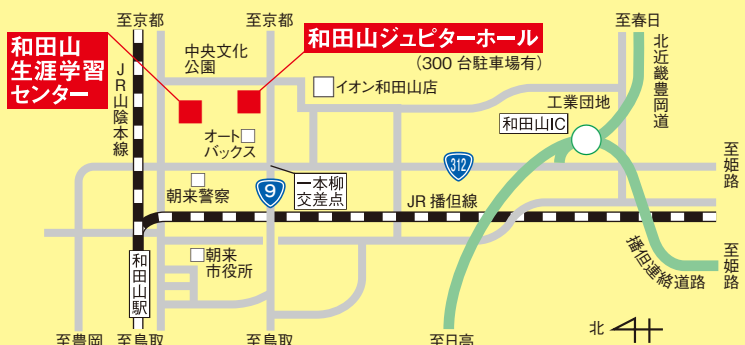 至京都
至京都
至春日
和田山
生涯学習
センター
中央文化
公園
和田山ジュピターホール
（300台駐車場有）
イオン和田山店
北近畿豊岡道
JR山陰本線
工業団地
和田山IC
オート
バックス
312
至姫路
朝来警察
9
一本柳
交差点
JR播但線
和田山駅
朝来
市役所
播但連絡道路
至姫路
至豊岡
至鳥取
至鳥取
至日高
北